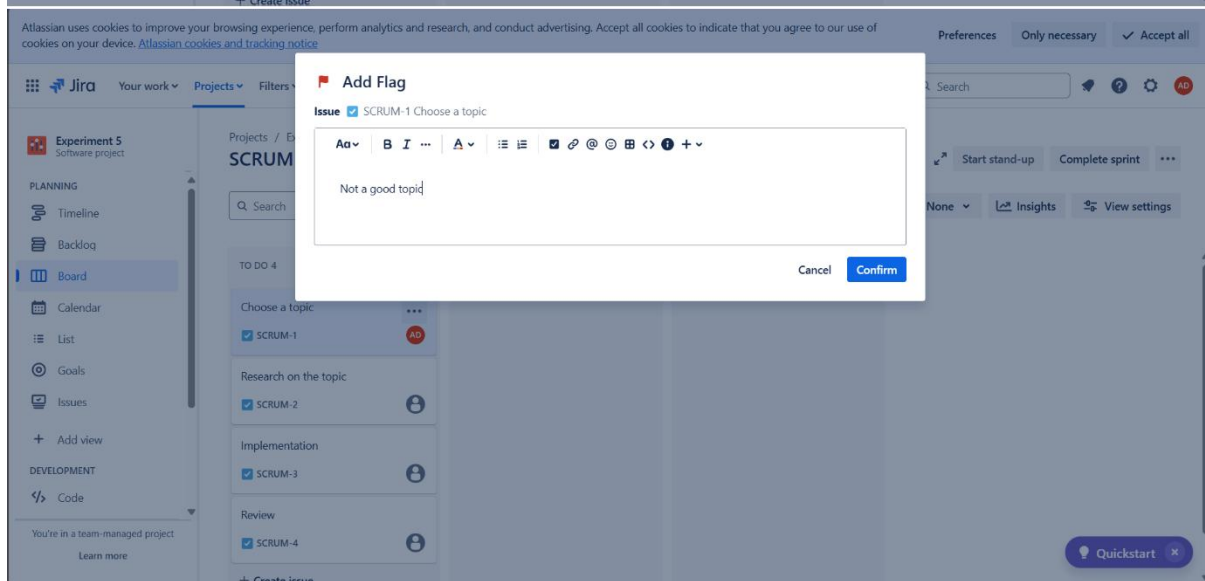 + Create issue
Atlassian uses cookies to improve your browsing experience, perform analytics and research, and conduct advertising. Accept all cookies to indicate that you agree to our use of
cookies on your device. Atlassian cookies and tracking notice
Preferences Only necessary Accept all
Jira Your work Projects Filters
Search
AD
Add Flag
Issue SCRUM-1 Choose a topic
Aa B I ... A @ <> +
Not a good topic
Cancel Confirm
Experiment 5
Software project
PLANNING
Timeline
Backlog
Board
Calendar
List
Goals
Issues
+ Add view
DEVELOPMENT
</> Code
You're in a team-managed project
Learn more
Projects /
SCRUM
Start stand-up Complete sprint ...
Search
None Insights View settings
TO DO 4
Choose a topic
SCRUM-1 AD
Research on the topic
SCRUM-2
Implementation
SCRUM-3
Review
SCRUM-4
+ Create issue
Quickstart ×